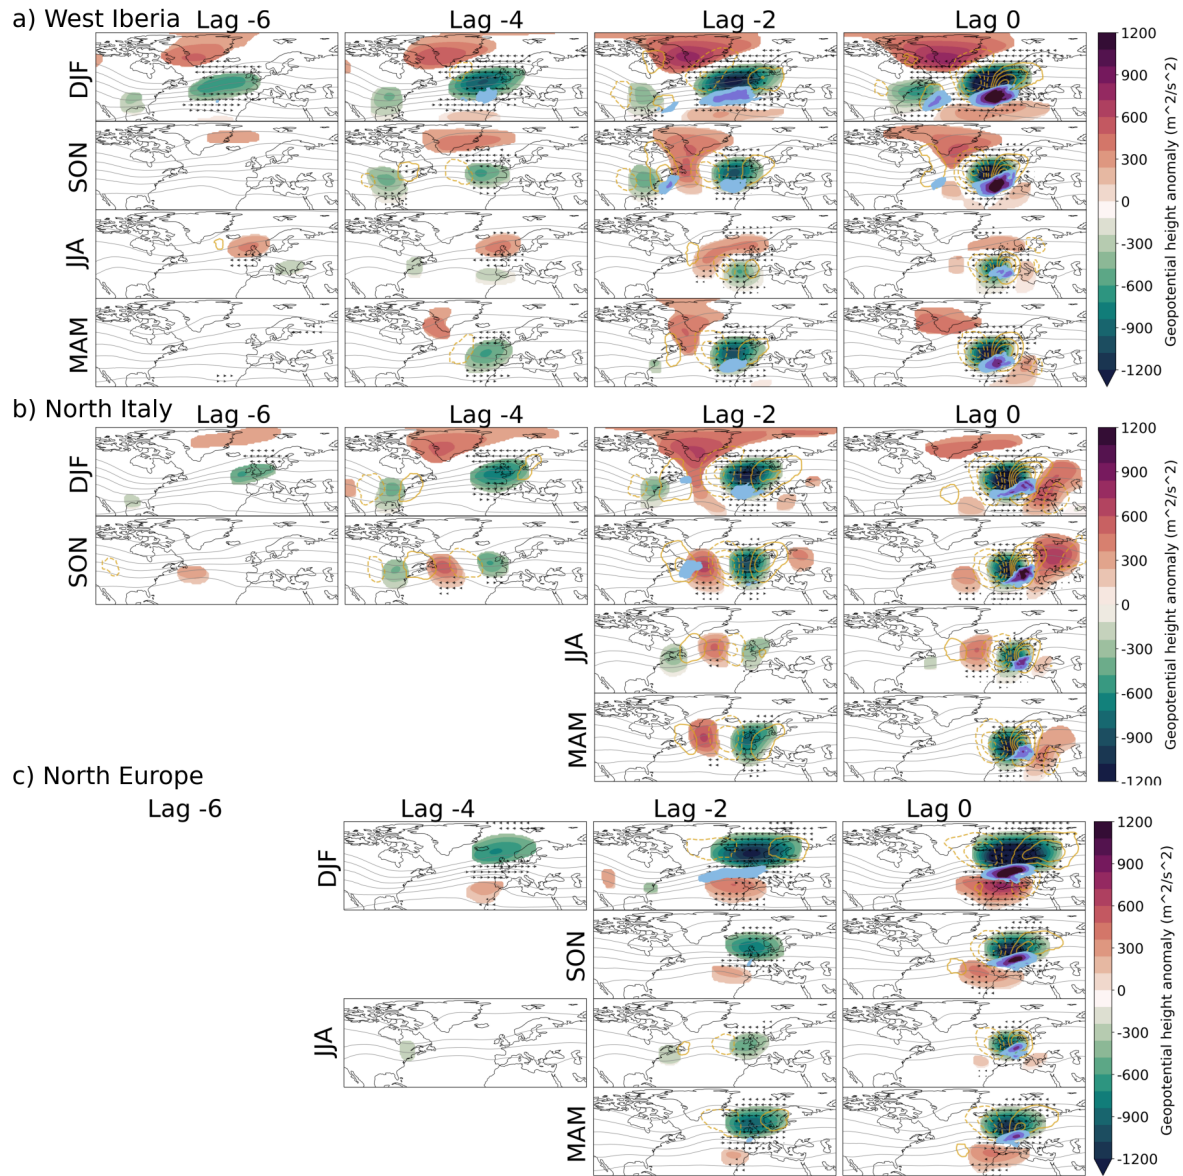 a) West Iberia
Lag -6 Lag -4 Lag -2 Lag 0
DJF
SON
JJA
MAM
1200
900
600
300
0
-300
-600
-900
-1200
Geopotential height anomaly (m^2/s^2)
b) North Italy
Lag -6 Lag -4 Lag -2 Lag 0
DJF
SON
JJA
MAM
1200
900
600
300
0
-300
-600
-900
-1200
Geopotential height anomaly (m^2/s^2)
c) North Europe
Lag -6 Lag -4 Lag -2 Lag 0
DJF
SON
JJA
MAM
1200
900
600
300
0
-300
-600
-900
-1200
Geopotential height anomaly (m^2/s^2)